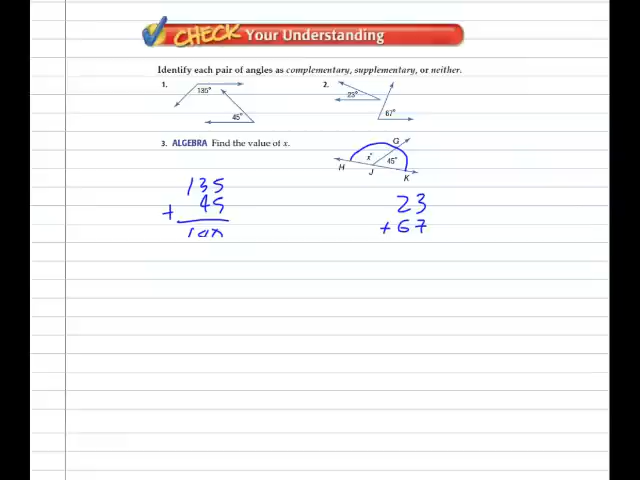 CHECK Your Understanding
Identify each pair of angles as complementary, supplementary, or neither.
1.
135°
45°
2.
23°
67°
3. ALGEBRA Find the value of x.
G
x°
45°
H
J
K
135
+ 45
23
+ 67